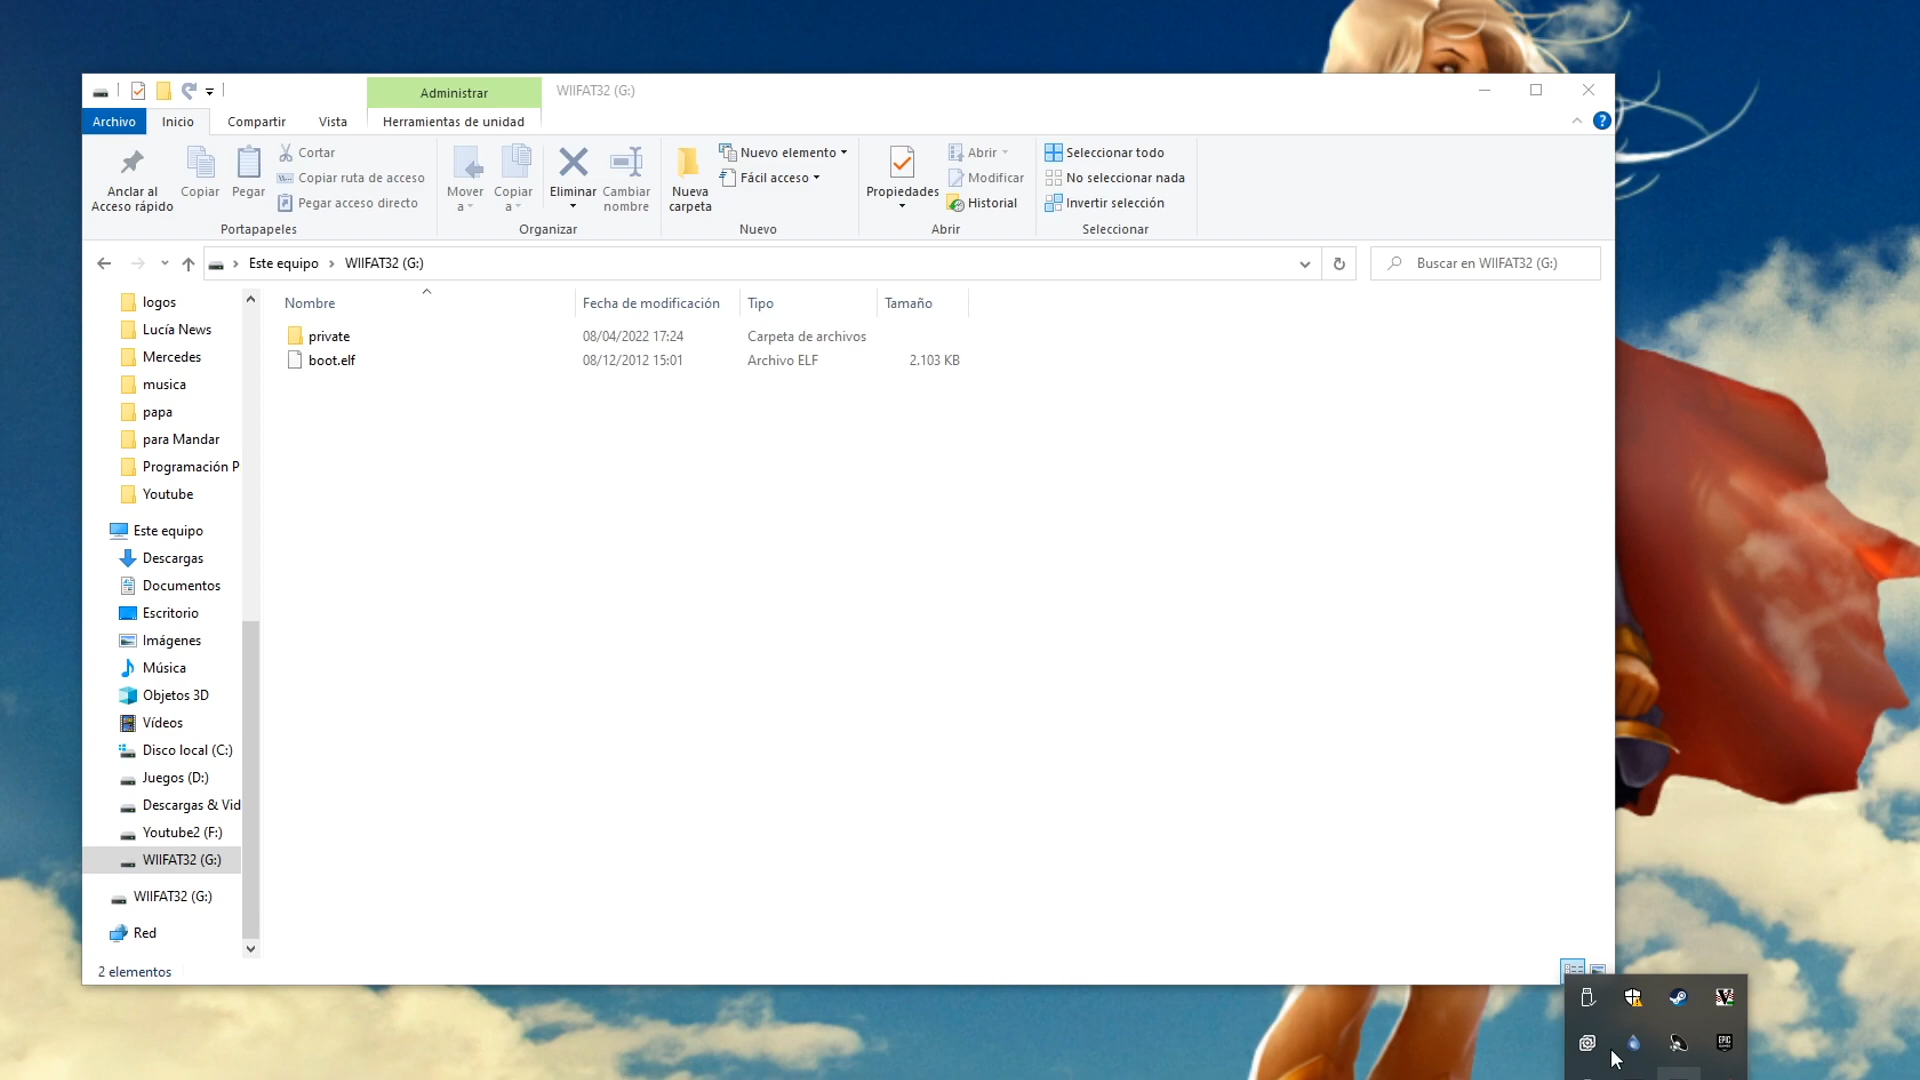 Administrar
WIIFAT32 (G:)
Archivo
Inicio
Compartir
Vista
Herramientas de unidad
?
Anclar al
Acceso rápido
Copiar
Pegar
Cortar
Copiar ruta de acceso
Pegar acceso directo
Portapapeles
Mover
a
Copiar
a
Eliminar
Cambiar
nombre
Organizar
Nueva
carpeta
Nuevo elemento
Fácil acceso
Nuevo
Propiedades
Abrir
Modificar
Historial
Abrir
Seleccionar todo
No seleccionar nada
Invertir selección
Seleccionar
Este equipo
WIIFAT32 (G:)
Buscar en WIIFAT32 (G:)
Nombre
Fecha de modificación
Tipo
Tamaño
private
08/04/2022 17:24
Carpeta de archivos
boot.elf
08/12/2012 15:01
Archivo ELF
2.103 KB
logos
Lucía News
Mercedes
musica
papa
para Mandar
Programación P
Youtube
Este equipo
Descargas
Documentos
Escritorio
Imágenes
Música
Objetos 3D
Vídeos
Disco local (C:)
Juegos (D:)
Descargas & Vid
Youtube2 (F:)
WIIFAT32 (G:)
WIIFAT32 (G:)
Red
2 elementos
V
EPIC